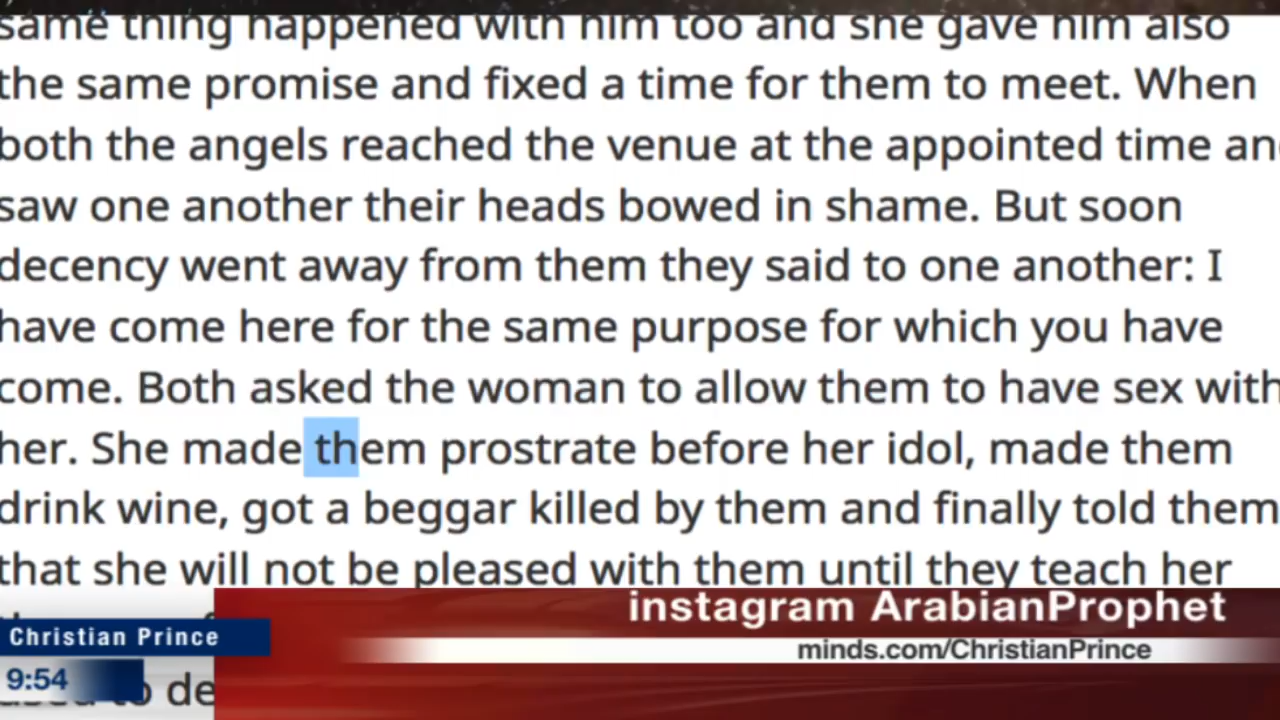 same thing happened with him too and she gave him also
the same promise and fixed a time for them to meet. When
both the angels reached the venue at the appointed time an
saw one another their heads bowed in shame. But soon
decency went away from them they said to one another: I
have come here for the same purpose for which you have
come. Both asked the woman to allow them to have sex with
her. She made them prostrate before her idol, made them
drink wine, got a beggar killed by them and finally told them
that she will not be pleased with them until they teach her
instagram ArabianProphet
Christian Prince
minds.com/ChristianPrince
9:54
to de